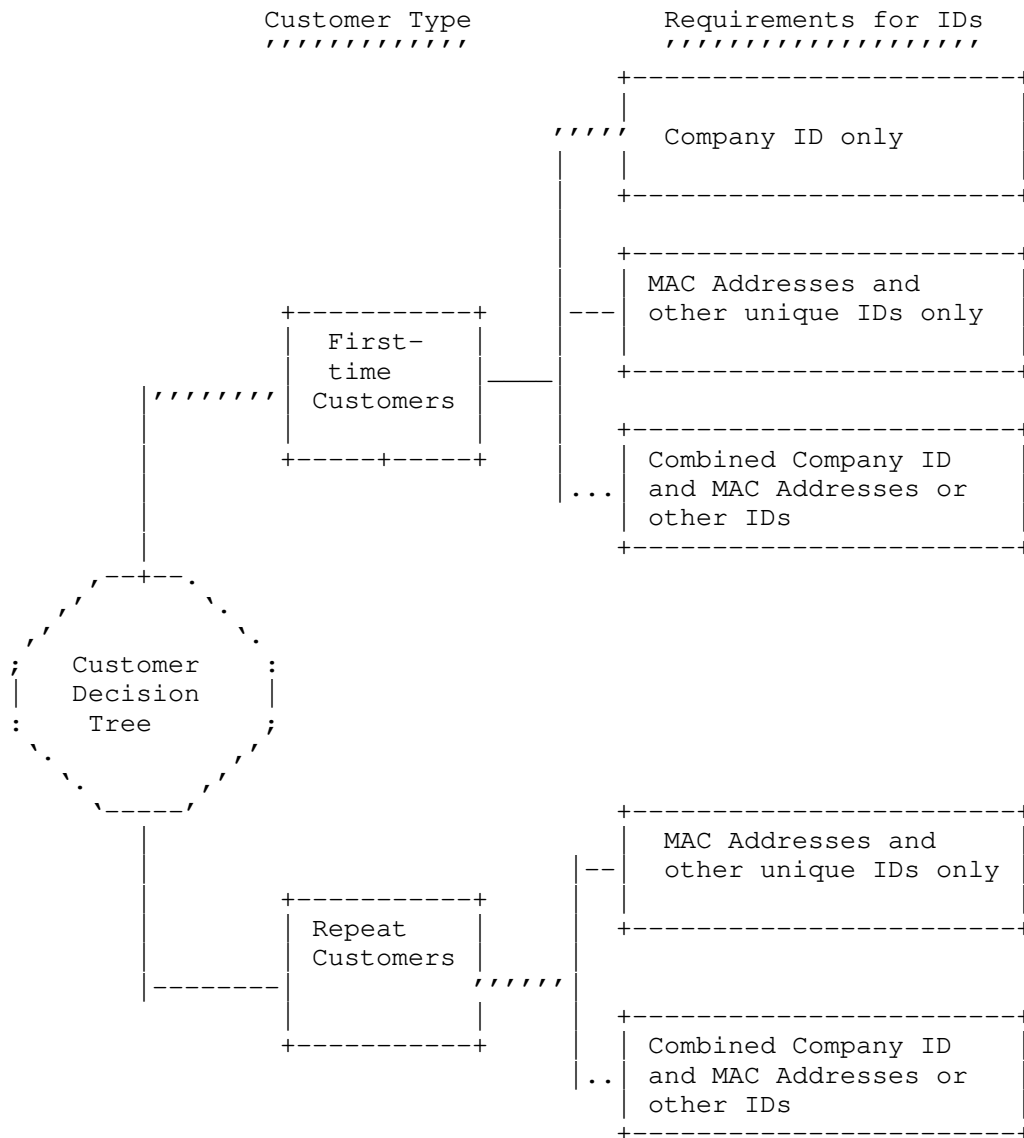 Customer Type
Requirements for IDs
Company ID only
MAC Addresses and
other unique IDs only
First-
time
Customers
Combined Company ID
and MAC Addresses or
other IDs
Customer
Decision
Tree
MAC Addresses and
other unique IDs only
Repeat
Customers
Combined Company ID
and MAC Addresses or
other IDs